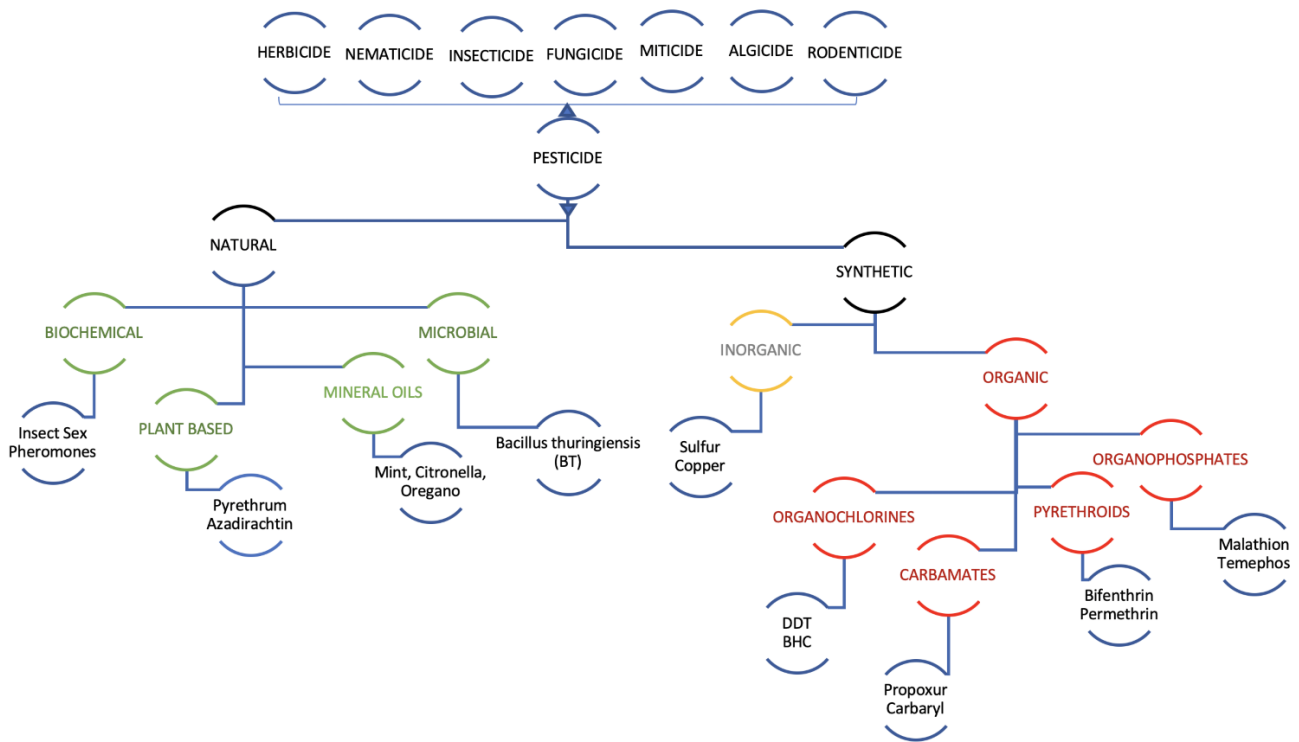 HERBICIDE
NEMATICIDE
INSECTICIDE
FUNGICIDE
MITICIDE
ALGICIDE
RODENTICIDE
PESTICIDE
NATURAL
SYNTHETIC
BIOCHEMICAL
MICROBIAL
MINERAL OILS
PLANT BASED
Insect Sex
Pheromones
Pyrethrum
Azadirachtin
Mint, Citronella,
Oregano
Bacillus thuringiensis
(BT)
INORGANIC
ORGANIC
Sulfur
Copper
ORGANOPHOSPHATES
ORGANOCHLORINES
PYRETHROIDS
CARBAMATES
Malathion
Temephos
Bifenthrin
Permethrin
DDT
BHC
Propoxur
Carbaryl